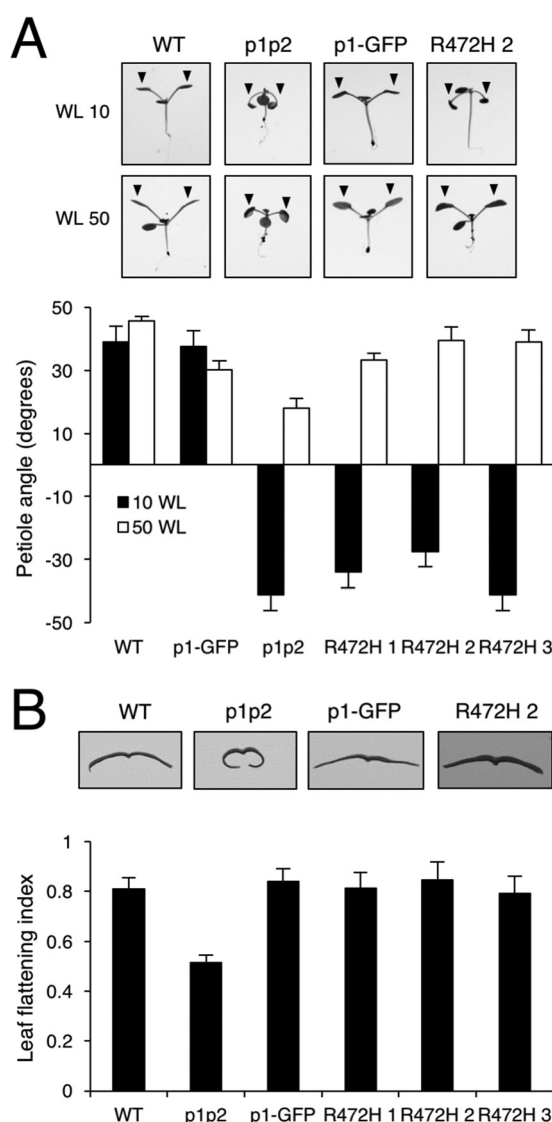 A
WT p1p2 p1-GFP R472H 2
WL 10
WL 50
Petiole angle (degrees)
50
30
10
-10
-30
-50
10 WL
50 WL
WT p1-GFP p1p2 R472H 1 R472H 2 R472H 3
B
WT p1p2 p1-GFP R472H 2
Leaf flattening index
1
0.8
0.6
0.4
0.2
0
WT p1p2 p1-GFP R472H 1 R472H 2 R472H 3